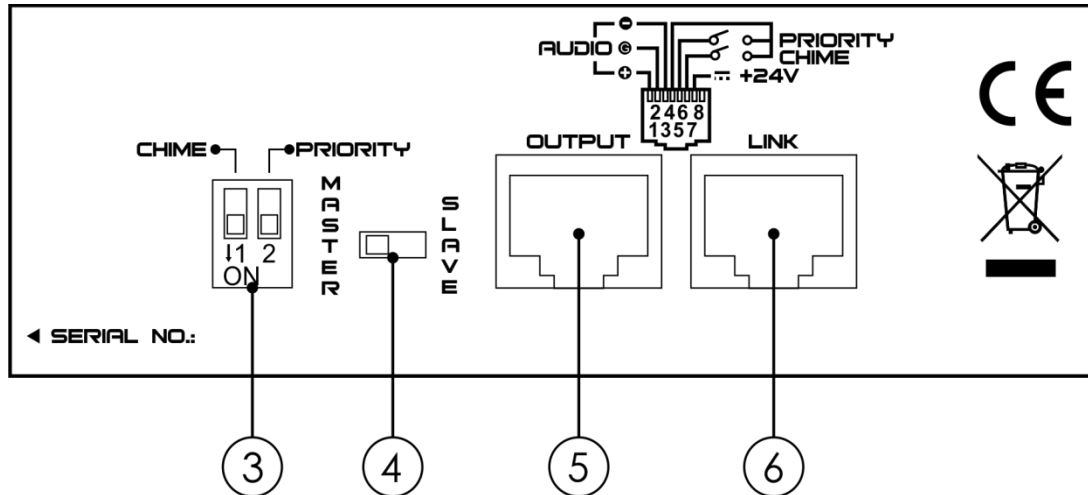 AUDIO
G
PRIORITY
CHIME
+24V
2468
1357
CE
CHIME
PRIORITY
OUTPUT
LINK
MASTER
SLAVE
↓1 2
ON
◀ SERIAL NO.:
3
4
5
6